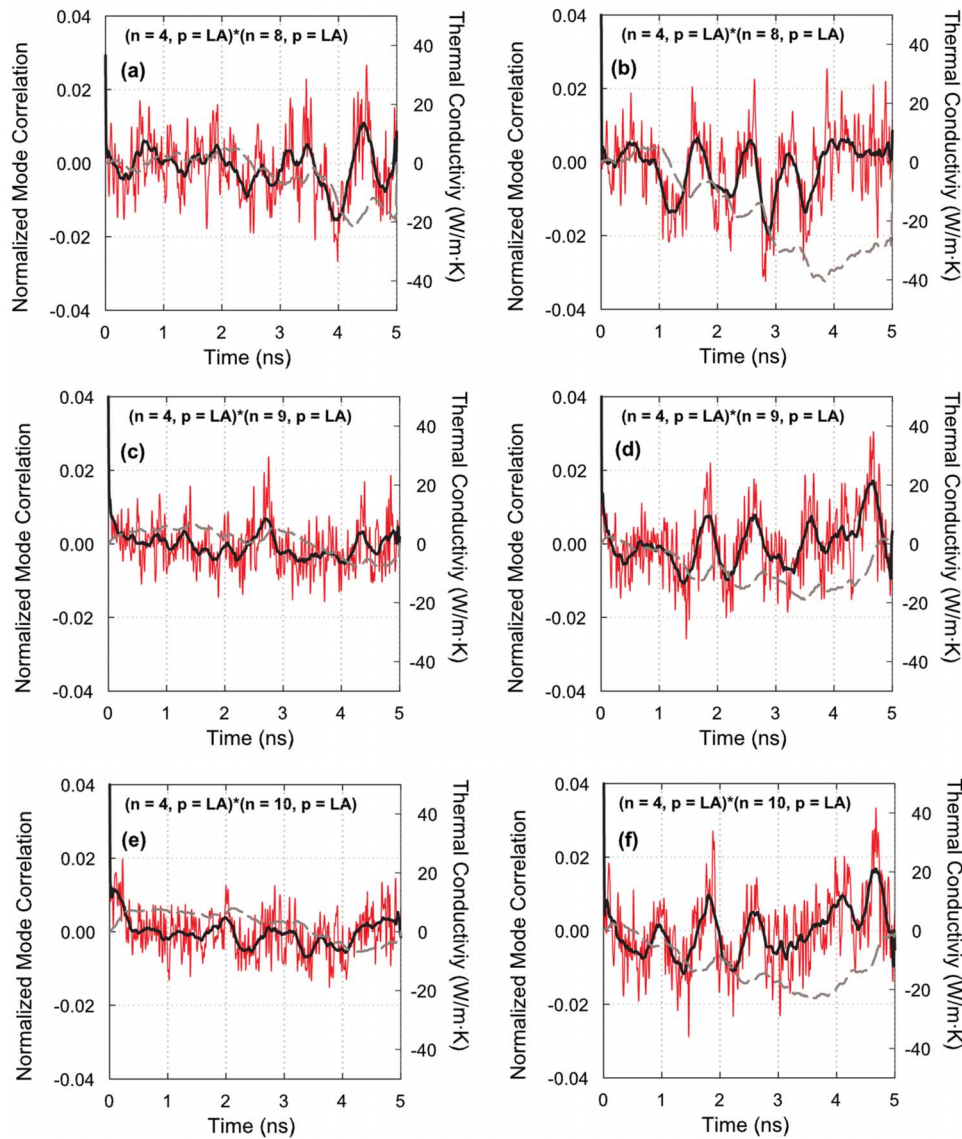 (n = 4, p = LA)*(n = 8, p = LA)
(a)
Normalized Mode Correlation
0.04
0.02
0.00
-0.02
-0.04
40
20
0
-20
-40
Thermal Conductiviy (W/m·K)
0 1 2 3 4 5
Time (ns)
(n = 4, p = LA)*(n = 8, p = LA)
(b)
Normalized Mode Correlation
0.04
0.02
0.00
-0.02
-0.04
40
20
0
-20
-40
Thermal Conductiviy (W/m·K)
0 1 2 3 4 5
Time (ns)
(n = 4, p = LA)*(n = 9, p = LA)
(c)
Normalized Mode Correlation
0.04
0.02
0.00
-0.02
-0.04
40
20
0
-20
-40
Thermal Conductiviy (W/m·K)
0 1 2 3 4 5
Time (ns)
(n = 4, p = LA)*(n = 9, p = LA)
(d)
Normalized Mode Correlation
0.04
0.02
0.00
-0.02
-0.04
40
20
0
-20
-40
Thermal Conductiviy (W/m·K)
0 1 2 3 4 5
Time (ns)
(n = 4, p = LA)*(n = 10, p = LA)
(e)
Normalized Mode Correlation
0.04
0.02
0.00
-0.02
-0.04
40
20
0
-20
-40
Thermal Conductiviy (W/m·K)
0 1 2 3 4 5
Time (ns)
(n = 4, p = LA)*(n = 10, p = LA)
(f)
Normalized Mode Correlation
0.04
0.02
0.00
-0.02
-0.04
40
20
0
-20
-40
Thermal Conductiviy (W/m·K)
0 1 2 3 4 5
Time (ns)